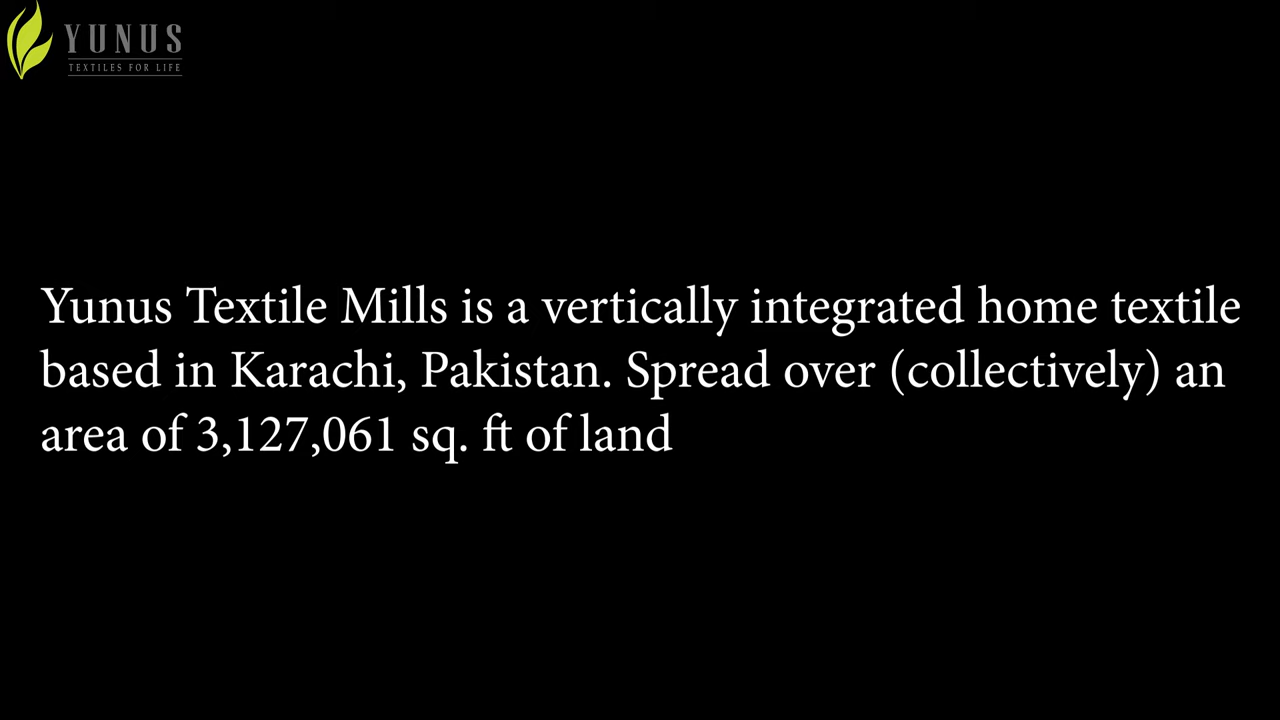 YUNUS
TEXTILES FOR LIFE
Yunus Textile Mills is a vertically integrated home textile
based in Karachi, Pakistan. Spread over (collectively) an
area of 3,127,061 sq. ft of land